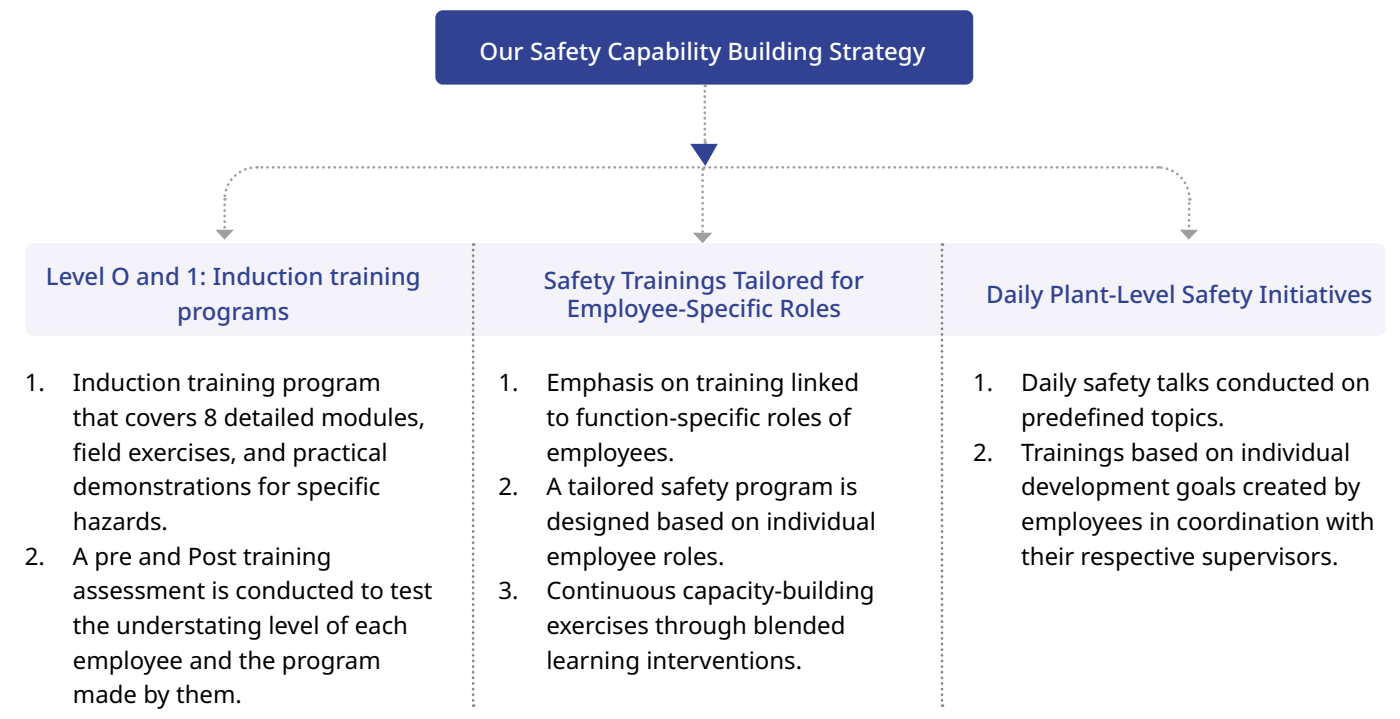 Our Safety Capability Building Strategy
Level O and 1: Induction training
programs
1. Induction training program
that covers 8 detailed modules,
field exercises, and practical
demonstrations for specific
hazards.
2. A pre and Post training
assessment is conducted to test
the understating level of each
employee and the program
made by them.
Safety Trainings Tailored for
Employee-Specific Roles
1. Emphasis on training linked
to function-specific roles of
employees.
2. A tailored safety program is
designed based on individual
employee roles.
3. Continuous capacity-building
exercises through blended
learning interventions.
Daily Plant-Level Safety Initiatives
1. Daily safety talks conducted on
predefined topics.
2. Trainings based on individual
development goals created by
employees in coordination with
their respective supervisors.